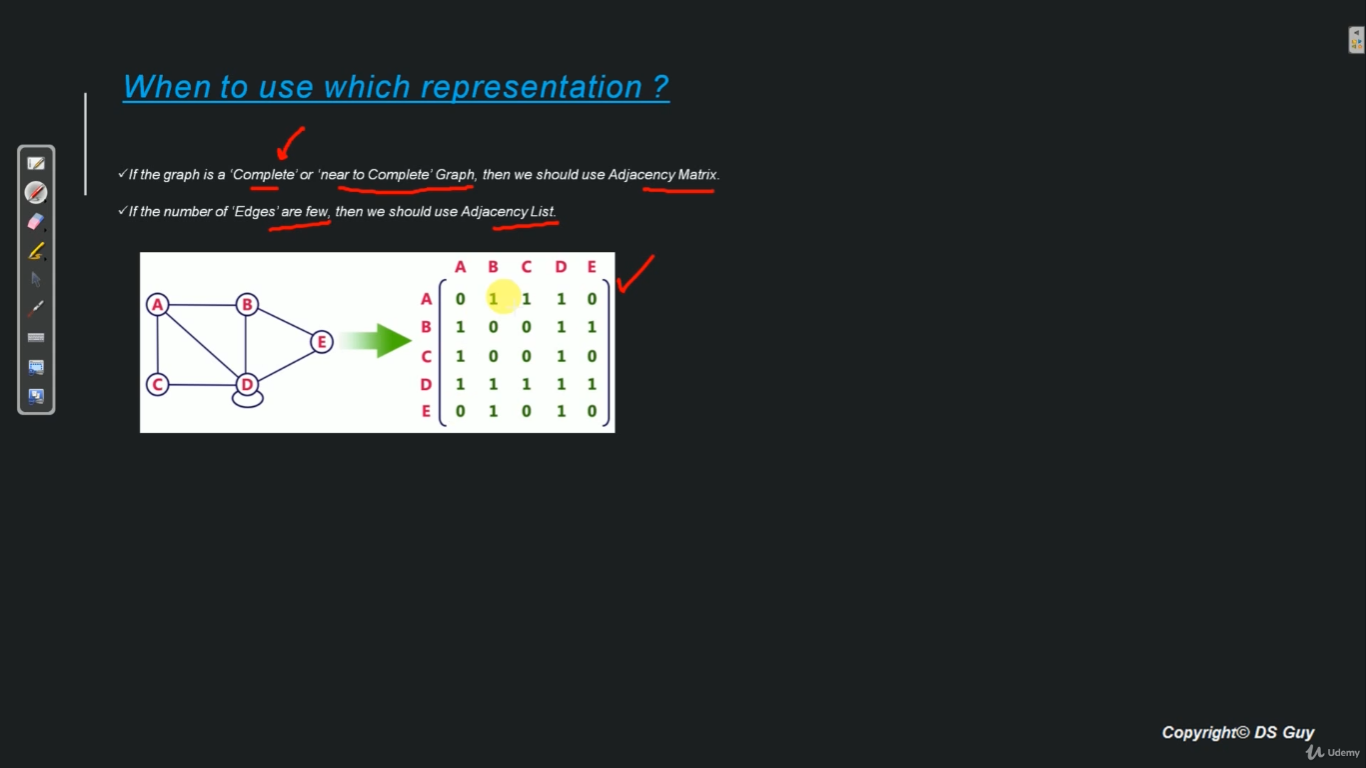 When to use which representation ?
✓If the graph is a 'Complete' or 'near to Complete' Graph, then we should use Adjacency Matrix.
✓If the number of 'Edges' are few, then we should use Adjacency List.
A B C D E
A 0 1 1 1 0
B 1 0 0 1 1
C 1 0 0 1 0
D 1 1 1 1 1
E 0 1 0 1 0
A B
E
C D
Copyright© DS Guy
Udemy